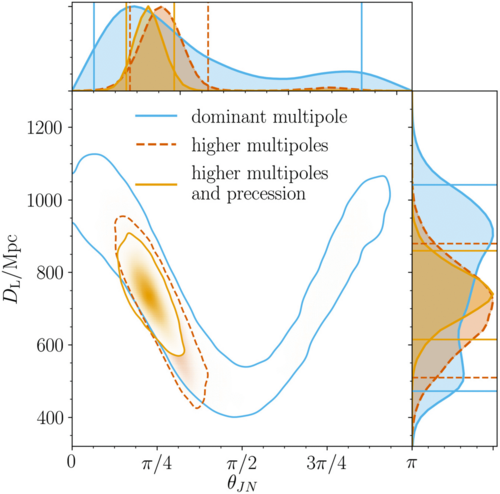 dominant multipole
higher multipoles
higher multipoles
and precession
1200
1000
800
600
400
D_L/Mpc
0
π/4
π/2
3π/4
π
θ_JN